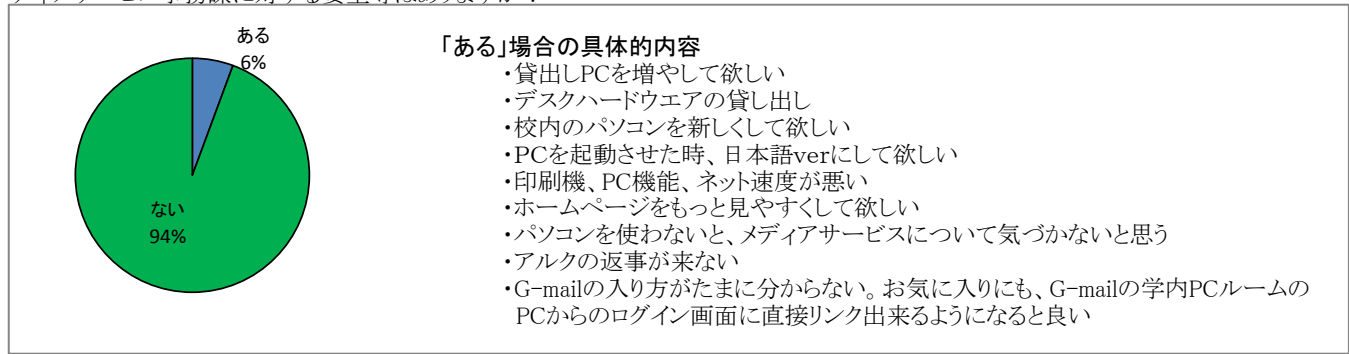 ある
6%
ない
94%
「ある」場合の具体的内容
・貸出しPCを増やして欲しい
・デスクハードウエアの貸し出し
・校内のパソコンを新しくして欲しい
・PCを起動させた時、日本語verにして欲しい
・印刷機、PC機能、ネット速度が悪い
・ホームページをもっと見やすくして欲しい
・パソコンを使わないと、メディアサービスについて気づかないと思う
・アルクの返事が来ない
・G-mailの入り方がたまに分からない。お気に入りにも、G-mailの学内PCルームの
PCからのログイン画面に直接リンク出来るようになると良い